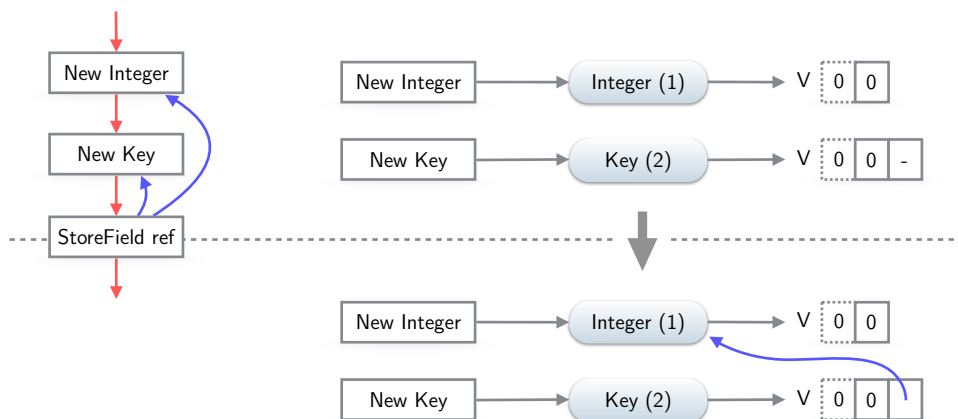 New Integer
New Key
StoreField ref
New Integer Integer (1) V 0 0
New Key Key (2) V 0 0 -
New Integer Integer (1) V 0 0
New Key Key (2) V 0 0